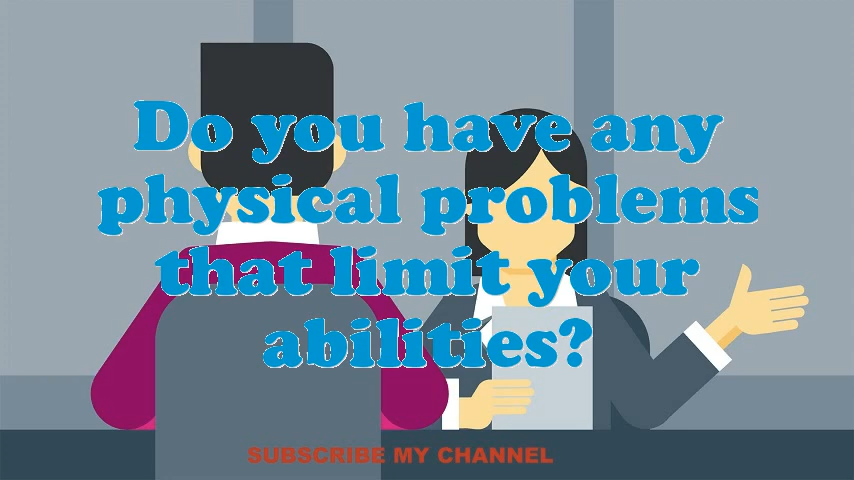 Do you have any
physical problems
that limit your
abilities?
SUBSCRIBE MY CHANNEL